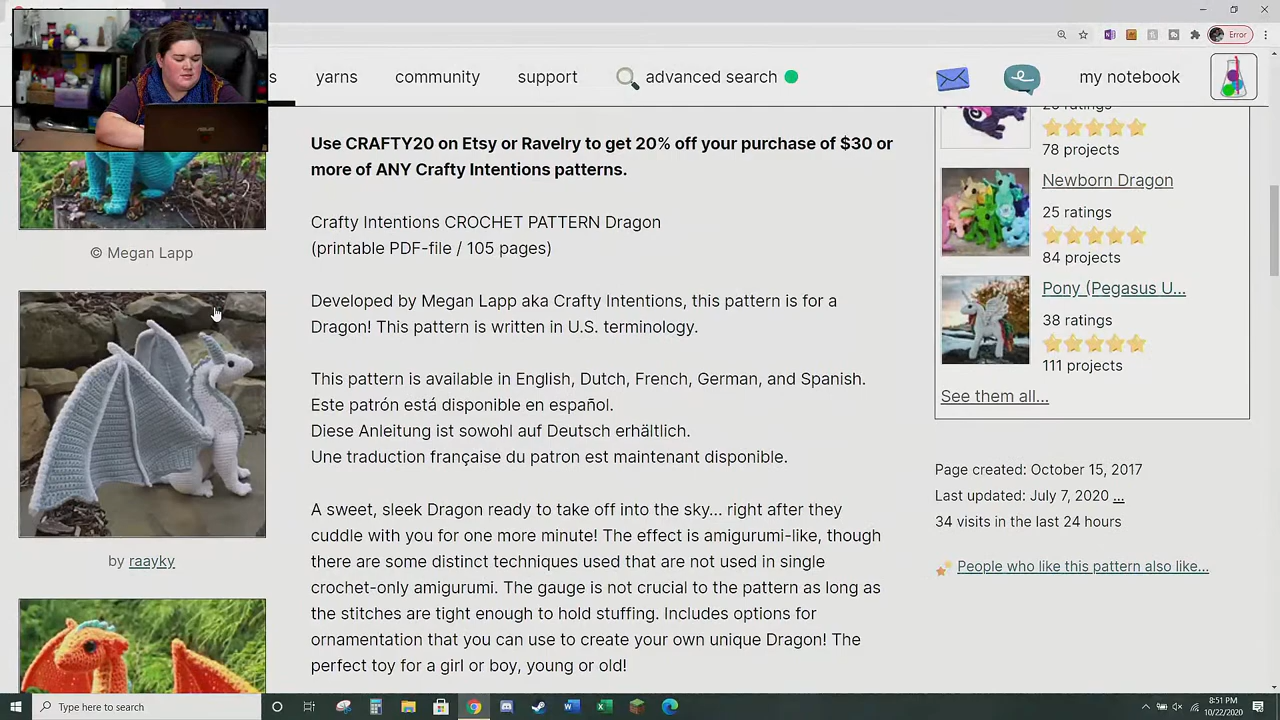 Error
yarns
community
support
advanced search
my notebook
ASUS
Use CRAFTY20 on Etsy or Ravelry to get 20% off your purchase of $30 or
more of ANY Crafty Intentions patterns.
Crafty Intentions CROCHET PATTERN Dragon
(printable PDF-file / 105 pages)
Developed by Megan Lapp aka Crafty Intentions, this pattern is for a
Dragon! This pattern is written in U.S. terminology.
This pattern is available in English, Dutch, French, German, and Spanish.
Este patrón está disponible en español.
Diese Anleitung ist sowohl auf Deutsch erhältlich.
Une traduction française du patron est maintenant disponible.
A sweet, sleek Dragon ready to take off into the sky... right after they
cuddle with you for one more minute! The effect is amigurumi-like, though
there are some distinct techniques used that are not used in single
crochet-only amigurumi. The gauge is not crucial to the pattern as long as
the stitches are tight enough to hold stuffing. Includes options for
ornamentation that you can use to create your own unique Dragon! The
perfect toy for a girl or boy, young or old!
© Megan Lapp
by raayky
ratings
78 projects
Newborn Dragon
25 ratings
84 projects
Pony (Pegasus U...
38 ratings
111 projects
See them all...
Page created: October 15, 2017
Last updated: July 7, 2020 ...
34 visits in the last 24 hours
People who like this pattern also like...
Type here to search
8:51 PM
10/22/2020